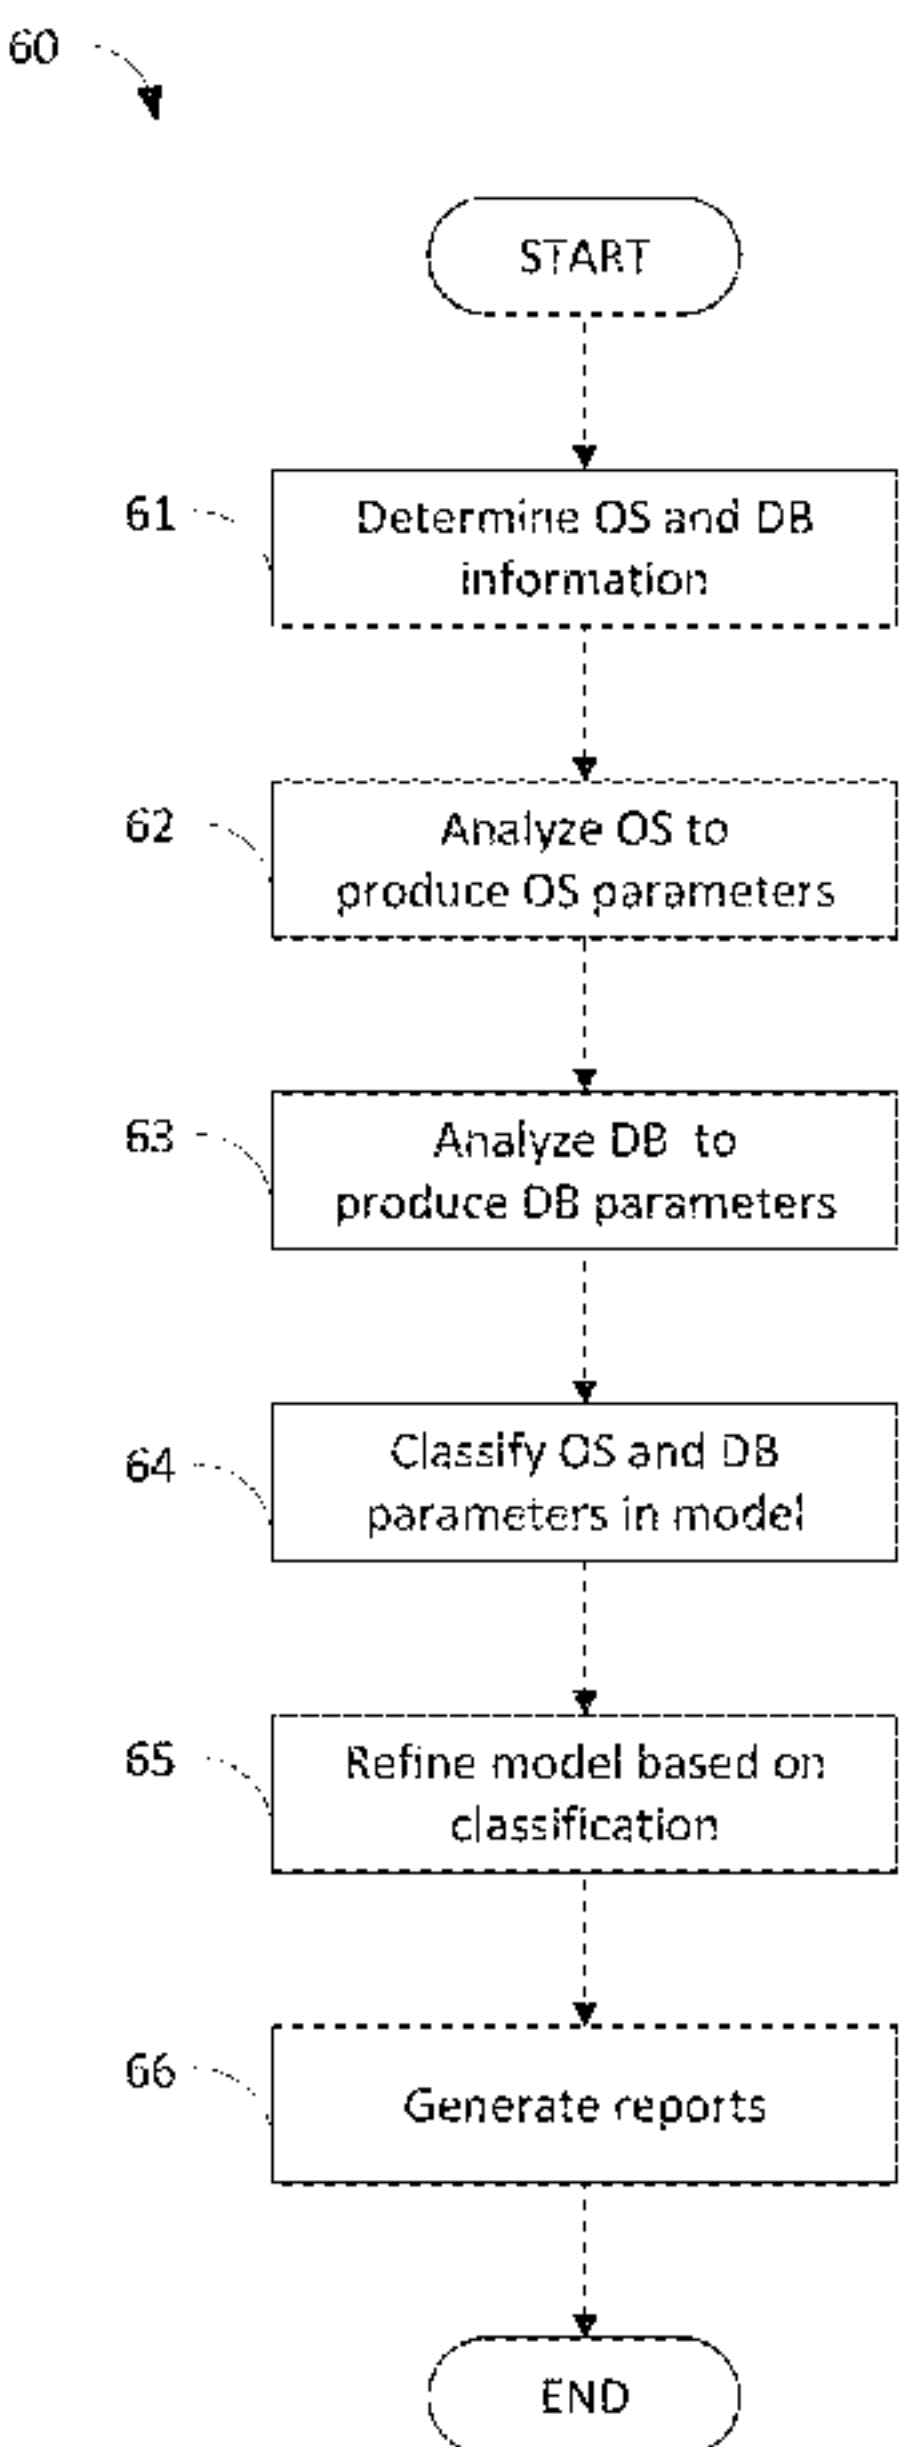 60
START
61
Determine OS and DB
information
62
Analyze OS to
produce OS parameters
63
Analyze DB to
produce DB parameters
64
Classify OS and DB
parameters in model
65
Refine model based on
classification
66
Generate reports
END